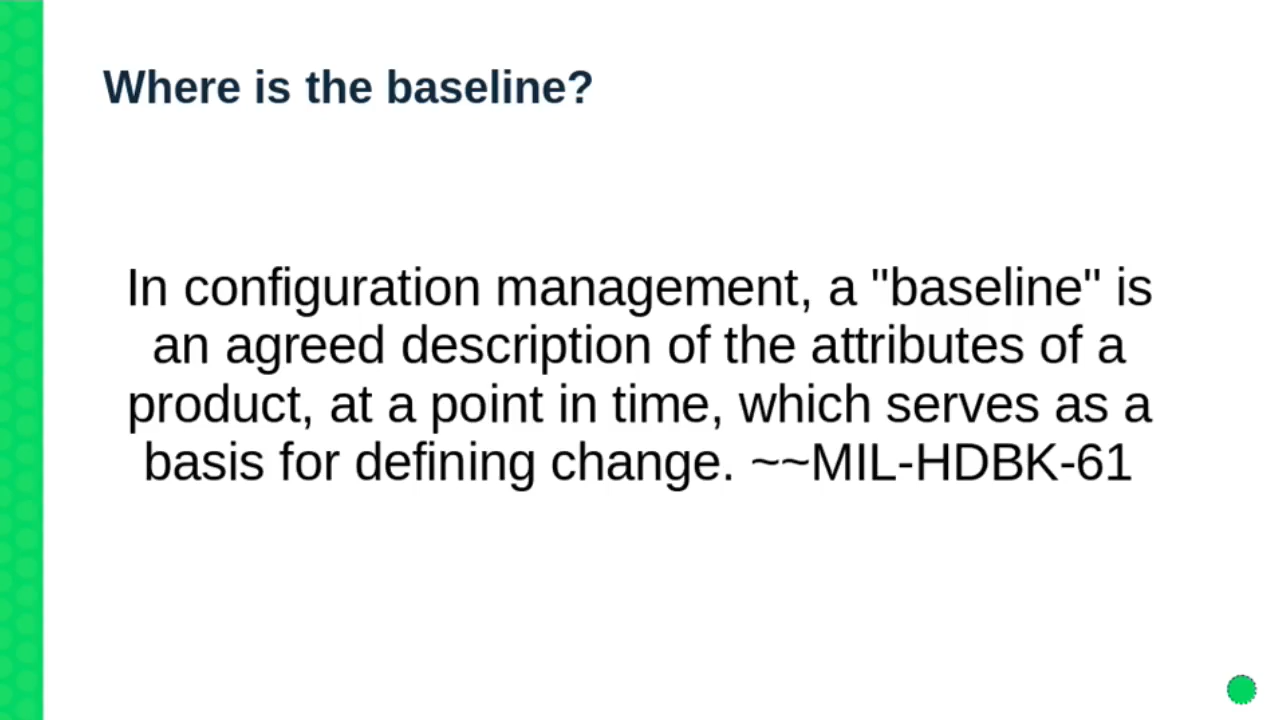 Where is the baseline?
In configuration management, a "baseline" is
an agreed description of the attributes of a
product, at a point in time, which serves as a
basis for defining change. ~~MIL-HDBK-61